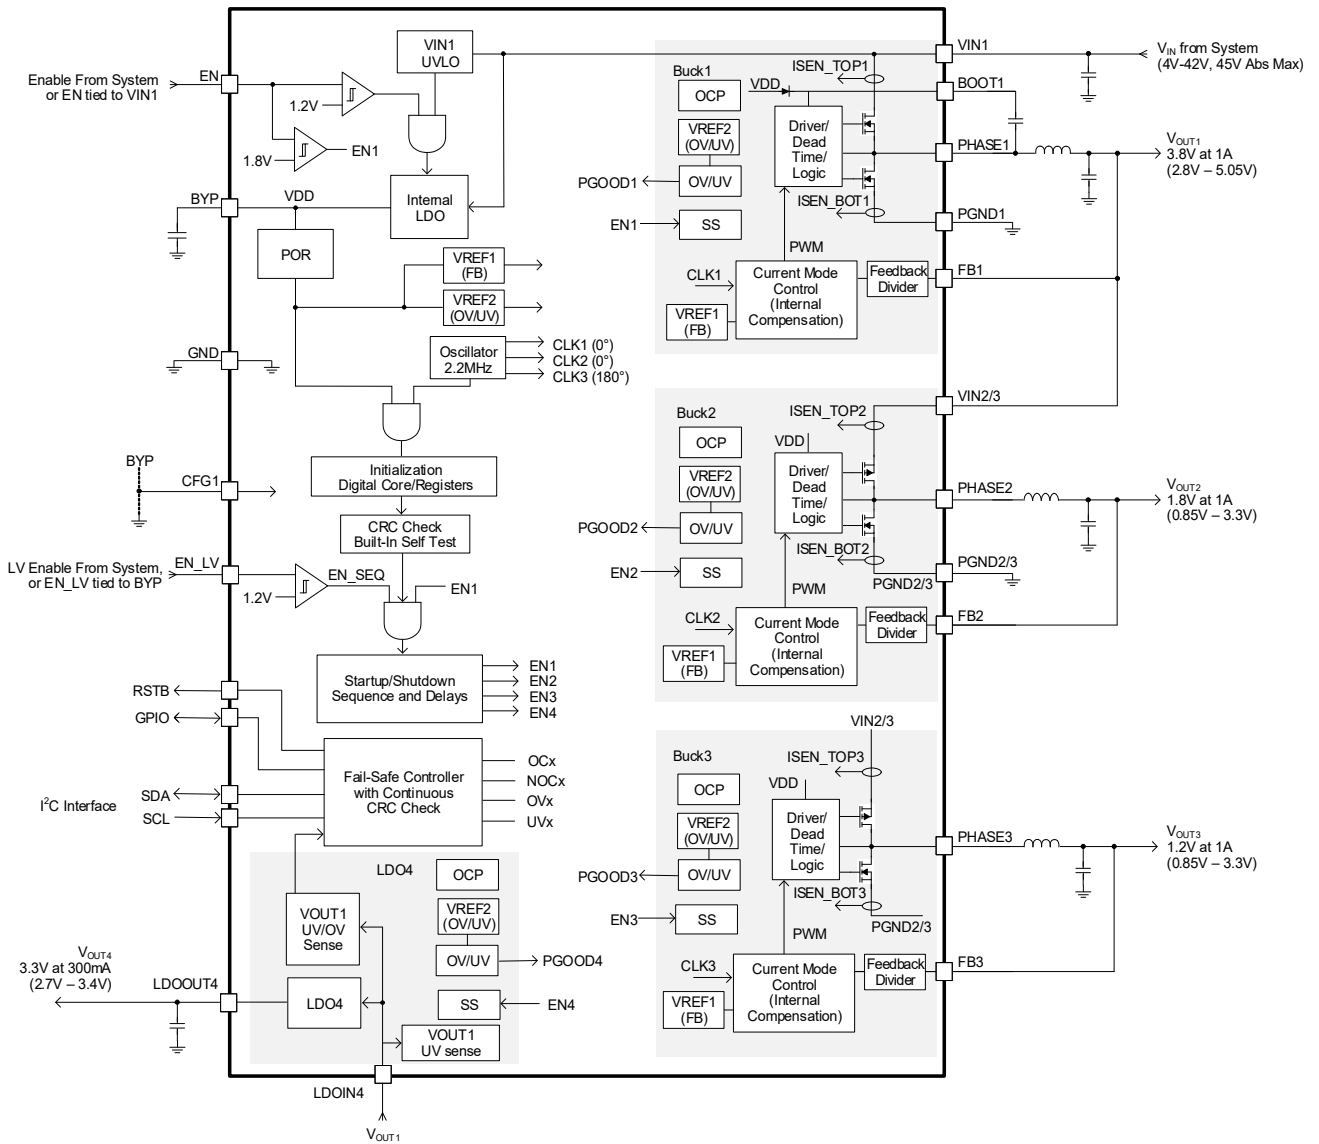 VIN1
UVLO
Enable From System
or EN tied to VIN1
EN
1.2V
1.8V
EN1
BYP
VDD
Internal
LDO
POR
VREF1
(FB)
VREF2
(OV/UV)
GND
Oscillator
2.2MHz
CLK1 (0°)
CLK2 (0°)
CLK3 (180°)
BYP
CFG1
Initialization
Digital Core/Registers
CRC Check
Built-In Self Test
LV Enable From System,
or EN_LV tied to BYP
EN_LV
1.2V
EN_SEQ
EN1
Startup/Shutdown
Sequence and Delays
EN1
EN2
EN3
EN4
RSTB
GPIO
I²C Interface
SDA
SCL
Fail-Safe Controller
with Continuous
CRC Check
OCx
NOCx
OVx
UVx
LDO4
OCP
VREF2
(OV/UV)
OV/UV
PGOOD4
SS
EN4
VOUT1
UV/OV
Sense
LDO4
VOUT1
UV sense
VOUT4
3.3V at 300mA
(2.7V – 3.4V)
LDOOUT4
LDOIN4
VOUT1
Buck1
OCP
VREF2
(OV/UV)
OV/UV
PGOOD1
EN1
SS
VDD
ISEN_TOP1
Driver/
Dead
Time/
Logic
ISEN_BOT1
PWM
CLK1
VREF1
(FB)
Current Mode
Control
(Internal
Compensation)
Feedback
Divider
VIN1
VIN from System
(4V-42V, 45V Abs Max)
BOOT1
PHASE1
VOUT1
3.8V at 1A
(2.8V – 5.05V)
PGND1
FB1
Buck2
OCP
VREF2
(OV/UV)
OV/UV
PGOOD2
EN2
SS
ISEN_TOP2
VDD
Driver/
Dead
Time/
Logic
ISEN_BOT2
PGND2/3
PWM
CLK2
VREF1
(FB)
Current Mode
Control
(Internal
Compensation)
Feedback
Divider
VIN2/3
PHASE2
VOUT2
1.8V at 1A
(0.85V – 3.3V)
PGND2/3
FB2
VIN2/3
Buck3
OCP
VREF2
(OV/UV)
OV/UV
PGOOD3
EN3
SS
ISEN_TOP3
VDD
Driver/
Dead
Time/
Logic
ISEN_BOT3
PGND2/3
PWM
CLK3
VREF1
(FB)
Current Mode
Control
(Internal
Compensation)
Feedback
Divider
PHASE3
VOUT3
1.2V at 1A
(0.85V – 3.3V)
FB3